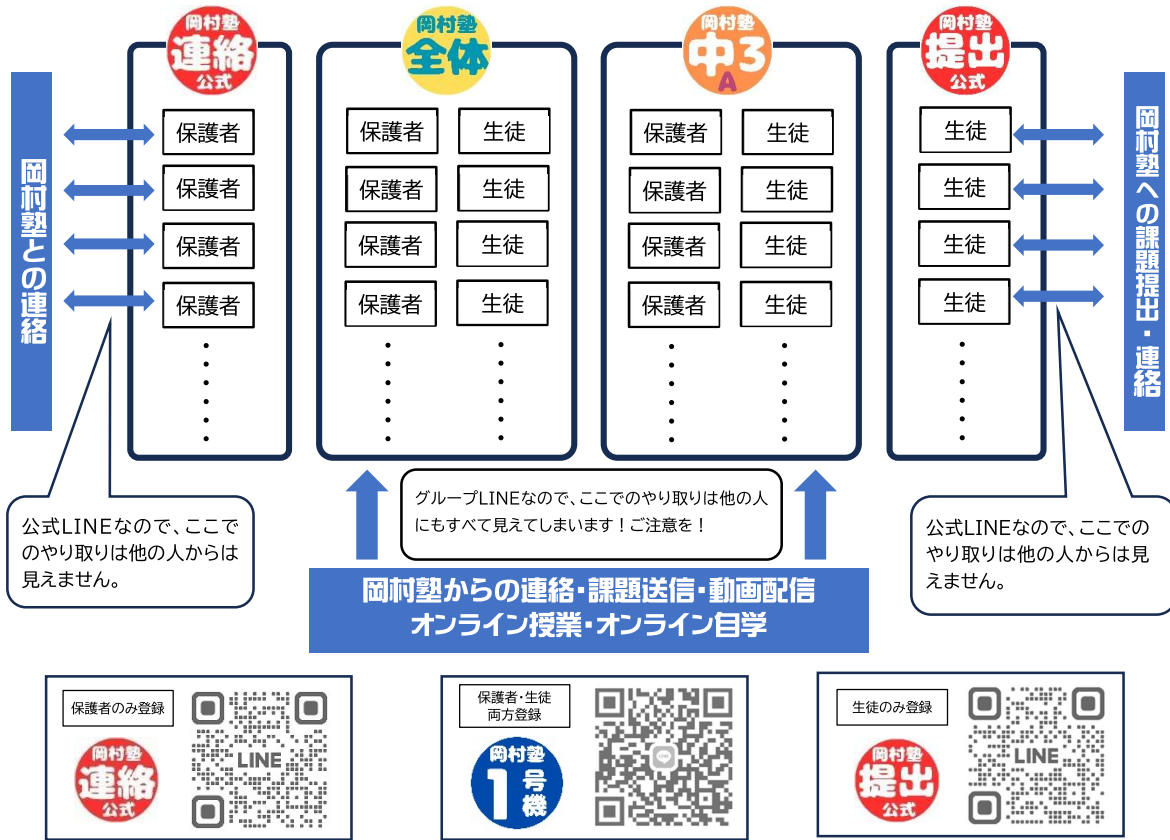 岡村塾
連絡
公式
岡村塾
全体
岡村塾
中3
A
岡村塾
提出
公式
岡村塾との連絡
保護者
保護者
保護者
保護者
保護者 生徒
保護者 生徒
保護者 生徒
保護者 生徒
保護者 生徒
保護者 生徒
保護者 生徒
保護者 生徒
生徒
生徒
生徒
生徒
岡村塾への課題提出・連絡
公式LINEなので、ここで
のやり取りは他の人からは
見えません。
グループLINEなので、ここでのやり取りは他の人
にもすべて見えてしまいます！ご注意を！
公式LINEなので、ここでの
やり取りは他の人からは見
えません。
岡村塾からの連絡・課題送信・動画配信
オンライン授業・オンライン自学
保護者のみ登録
岡村塾
連絡
公式
LINE
保護者・生徒
両方登録
岡村塾
1号機
LINE
生徒のみ登録
岡村塾
提出
公式
LINE